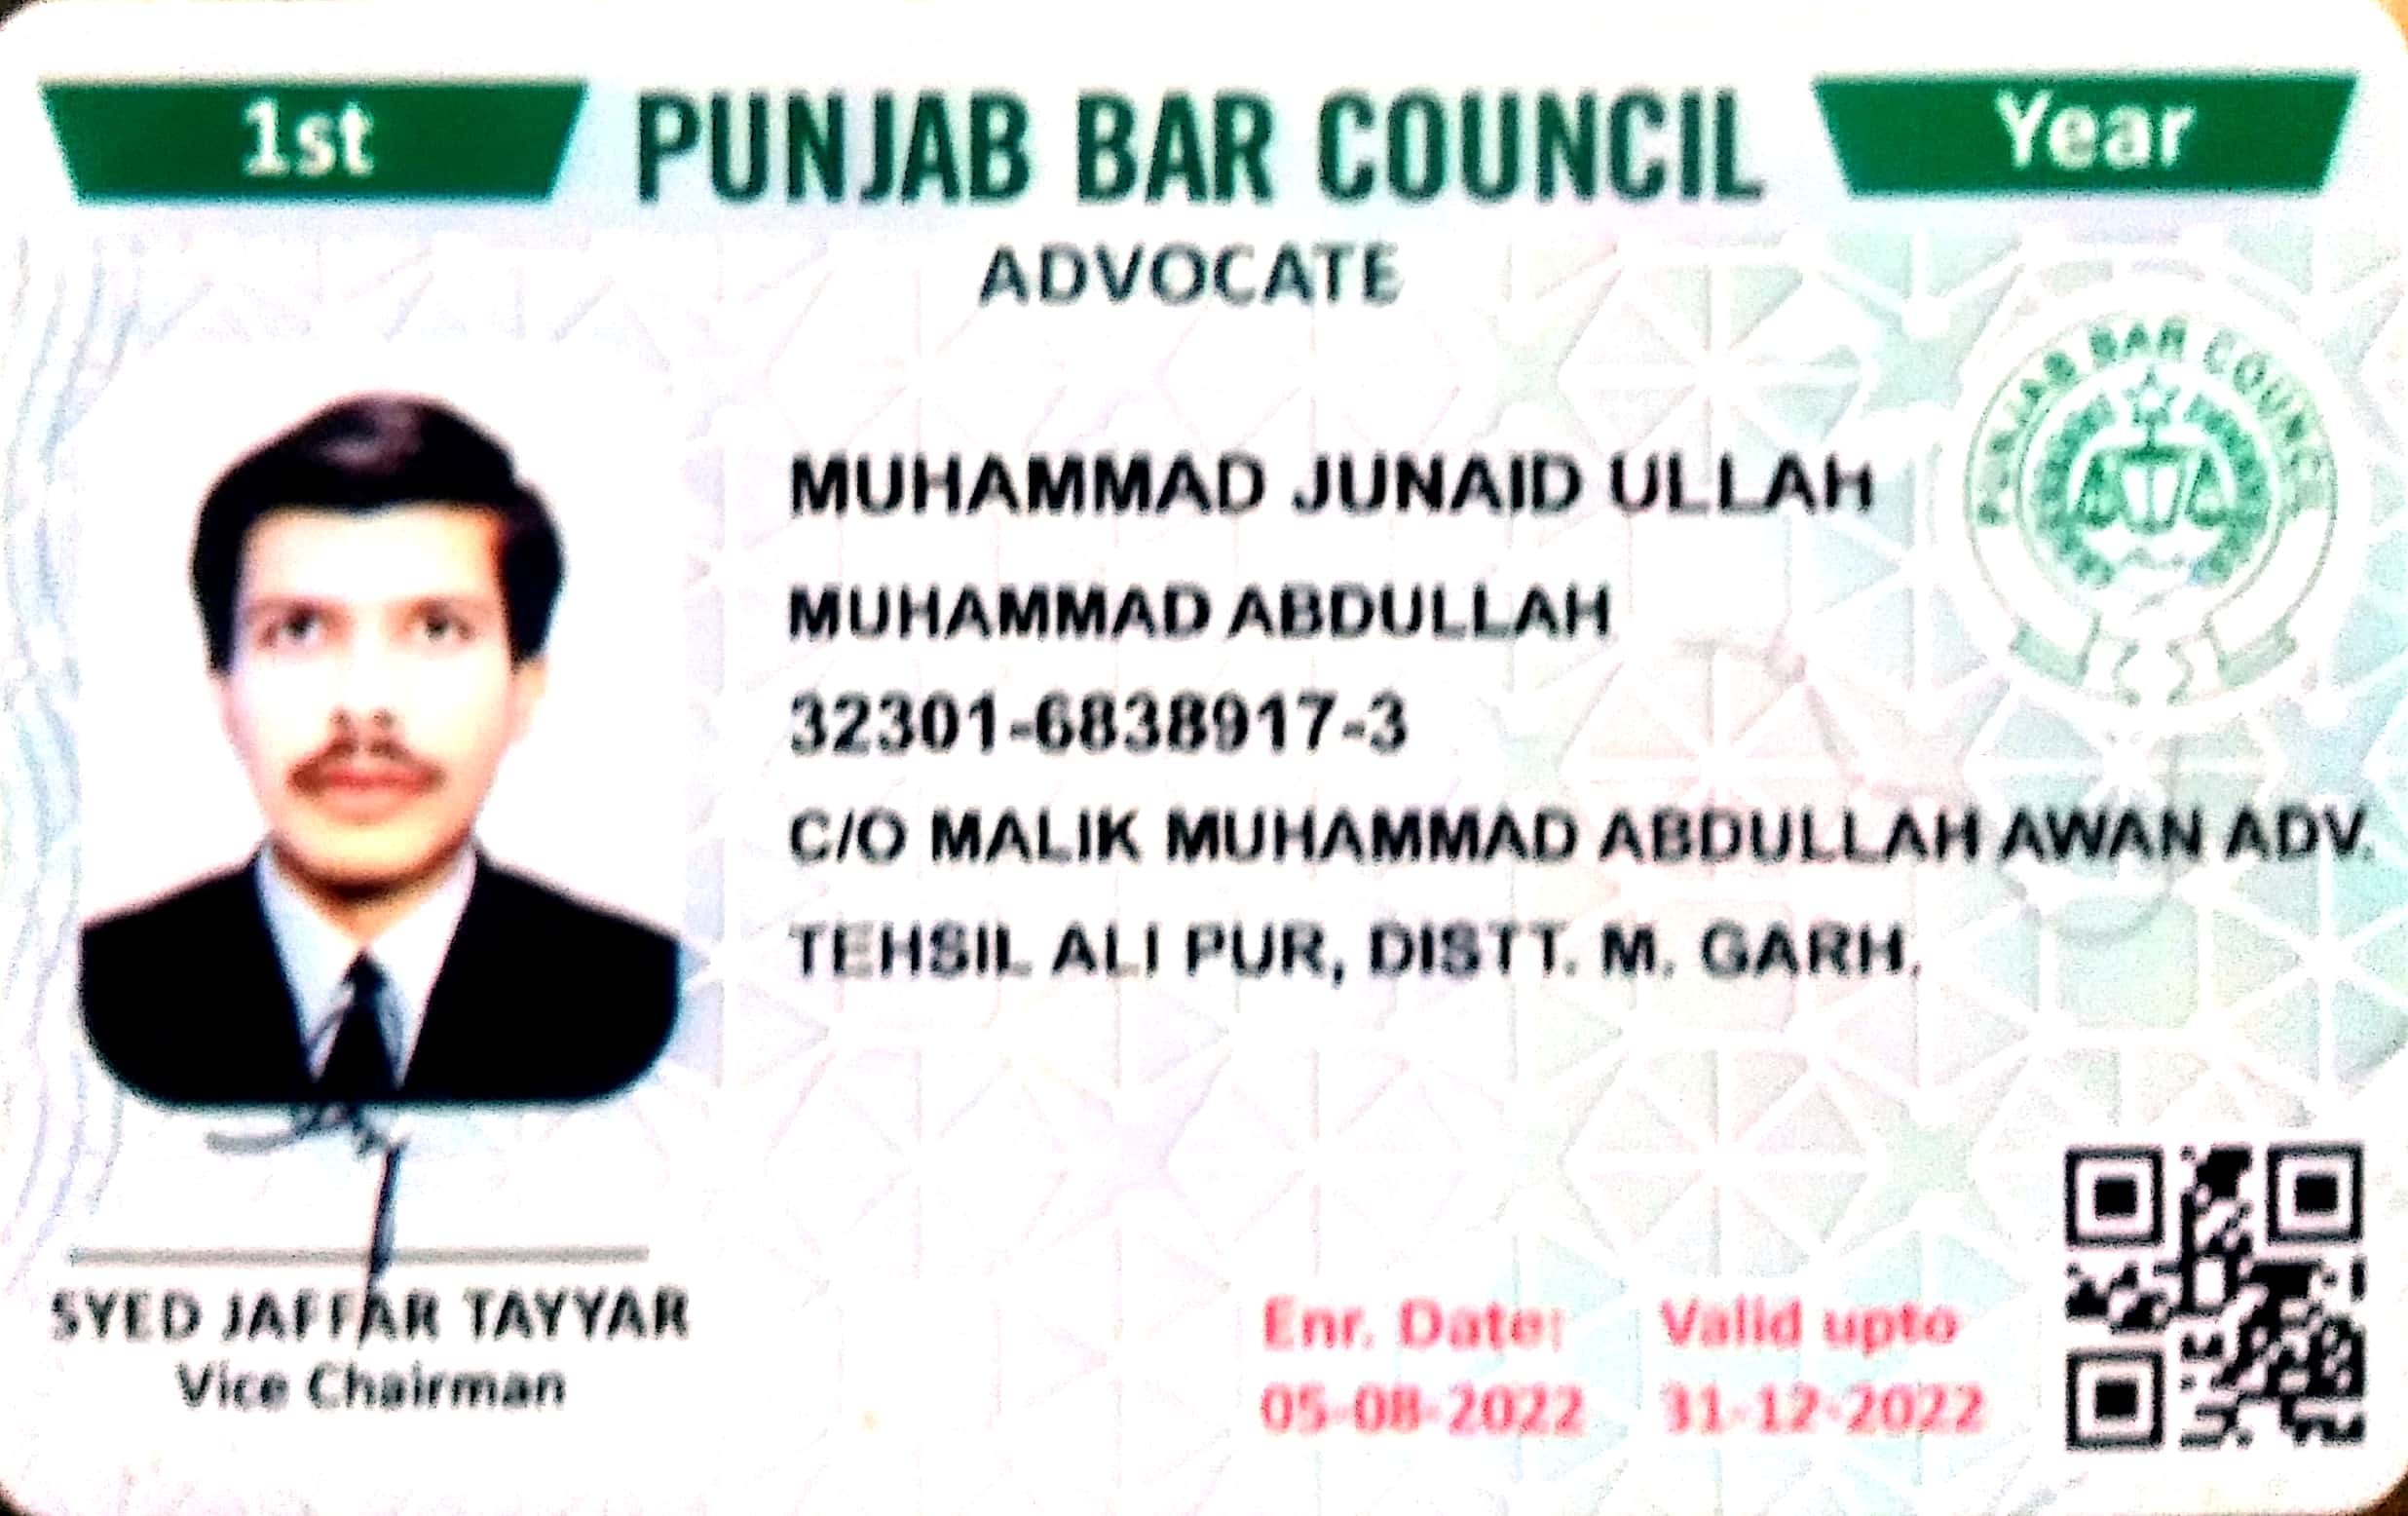 1st PUNJAB BAR COUNCIL Year
ADVOCATE
PUNJAB BAR COUNCIL
MUHAMMAD JUNAID ULLAH
MUHAMMAD ABDULLAH
32301-6838917-3
C/O MALIK MUHAMMAD ABDULLAH AWAN ADV.
TEHSIL ALI PUR, DISTT. M. GARH.
SYED JAFFAR TAYYAR
Vice Chairman
Enr. Date: Valid upto
05-08-2022 31-12-2022